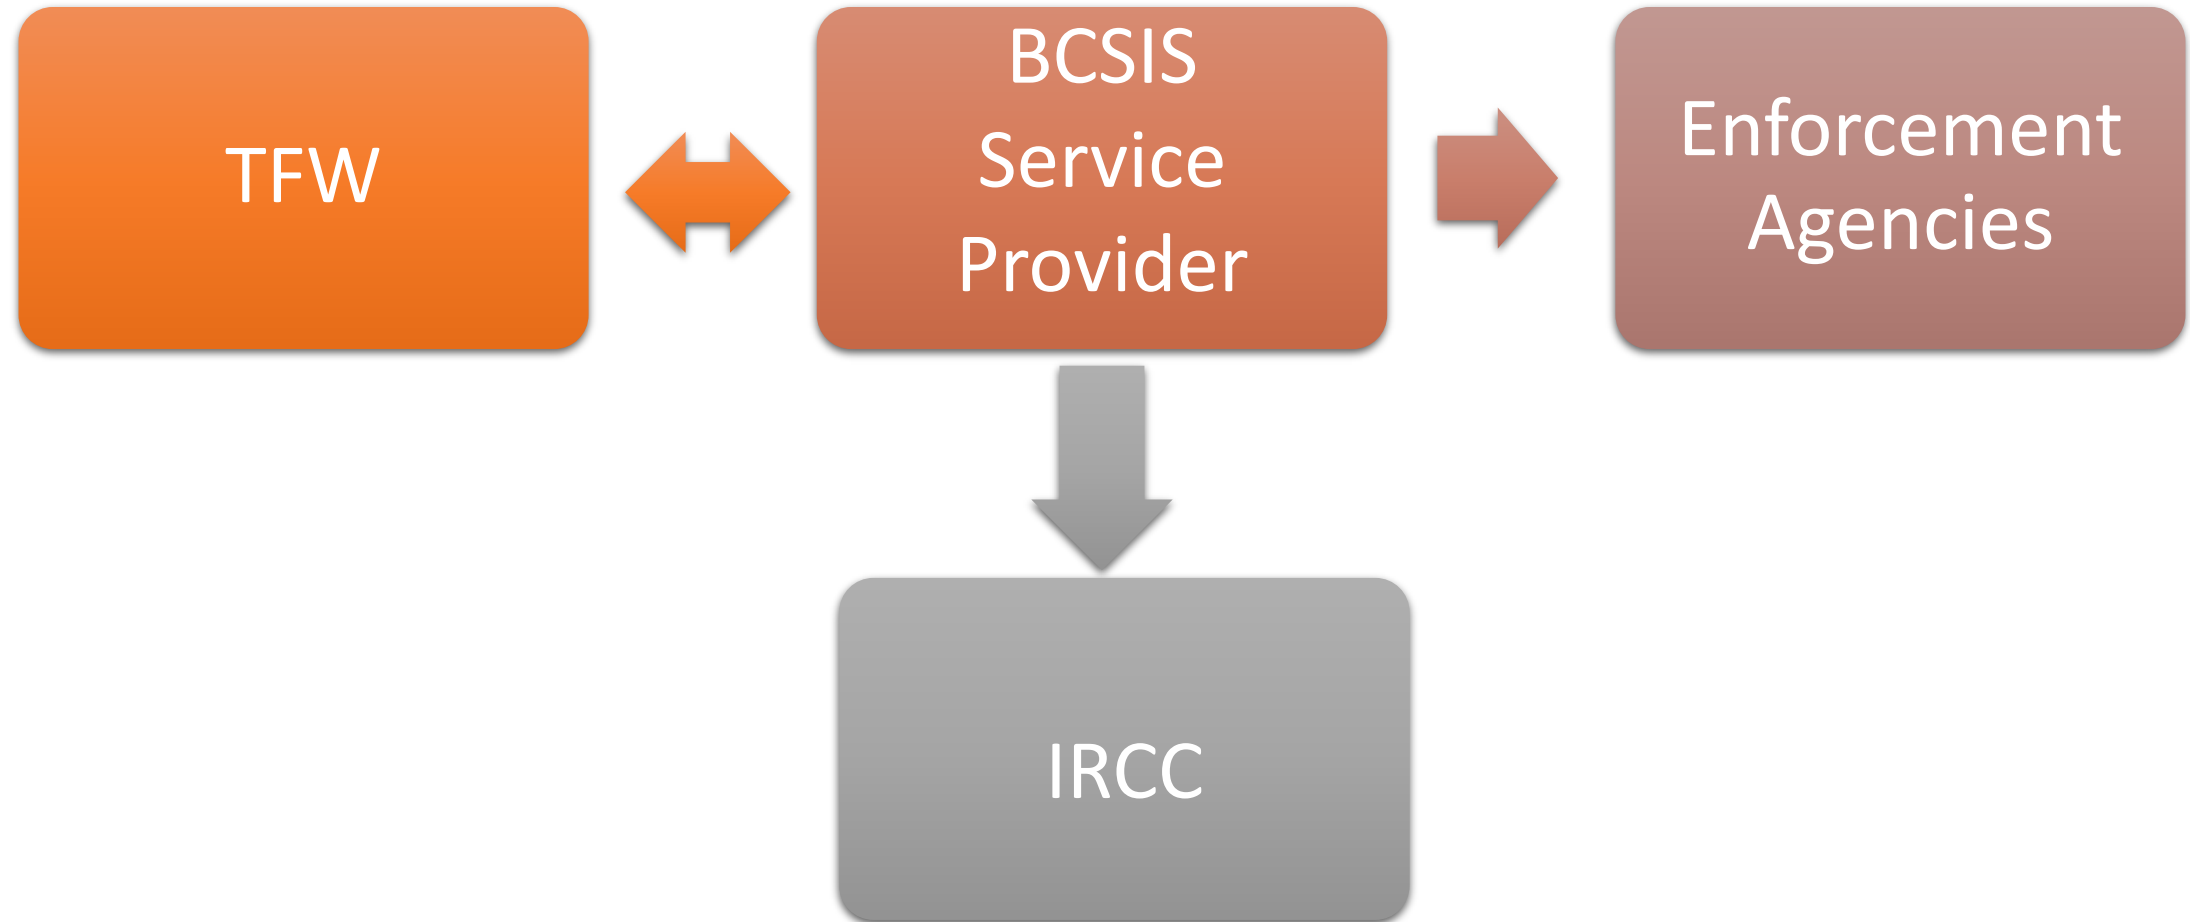 TFW
BCSIS
Service
Provider
Enforcement
Agencies
IRCC